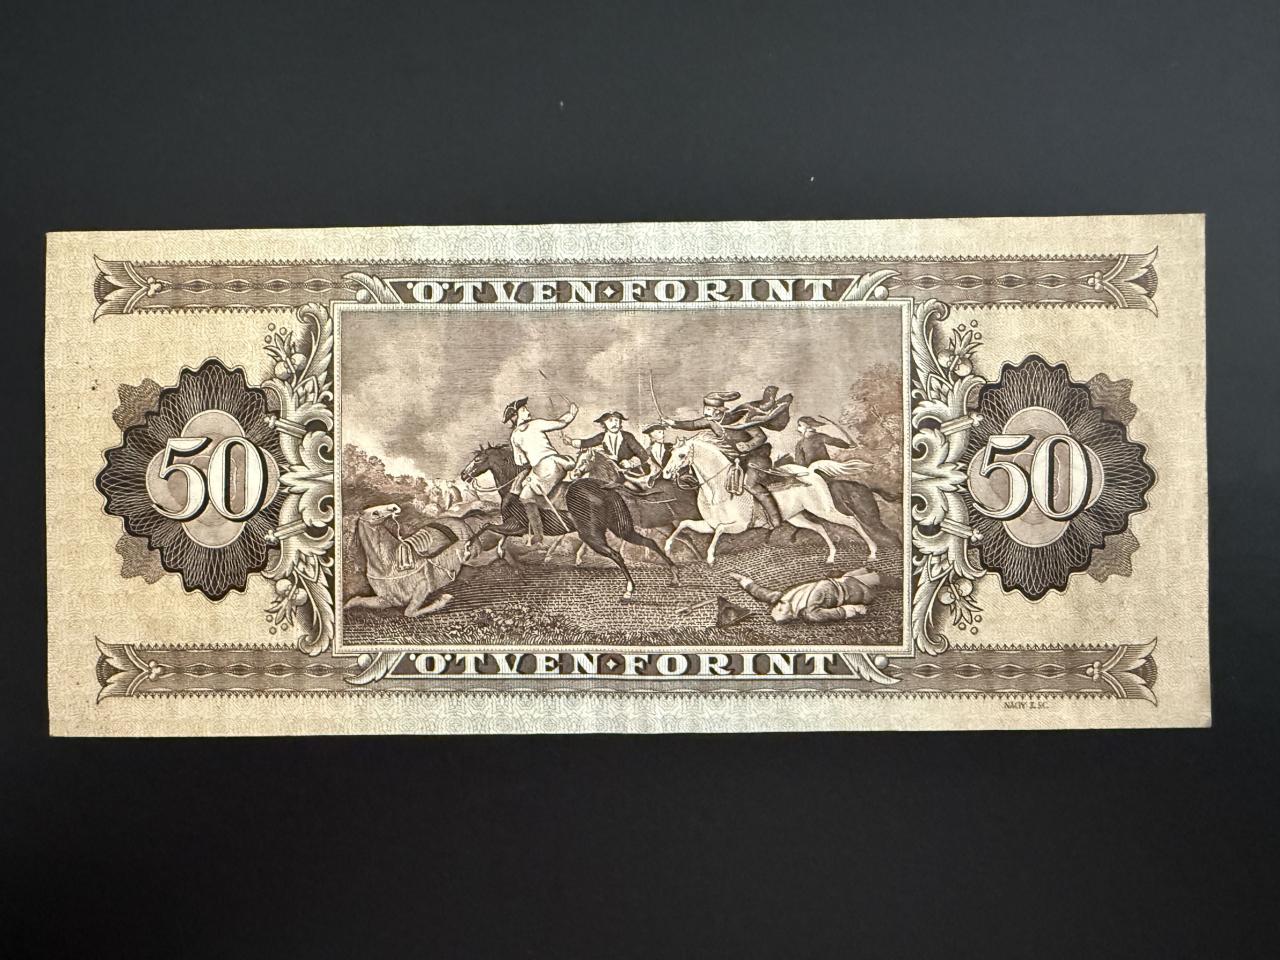 ÖTVEN·FORINT
50
50
ÖTVEN·FORINT
NAGY Z. SC.